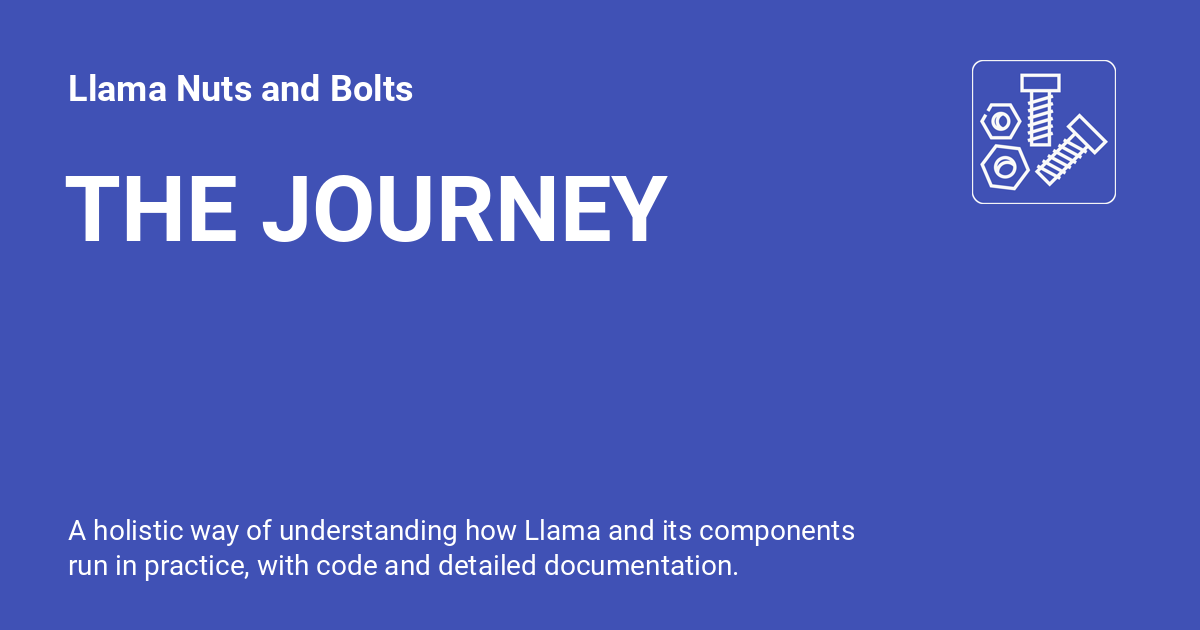 Llama Nuts and Bolts
THE JOURNEY
A holistic way of understanding how Llama and its components
run in practice, with code and detailed documentation.